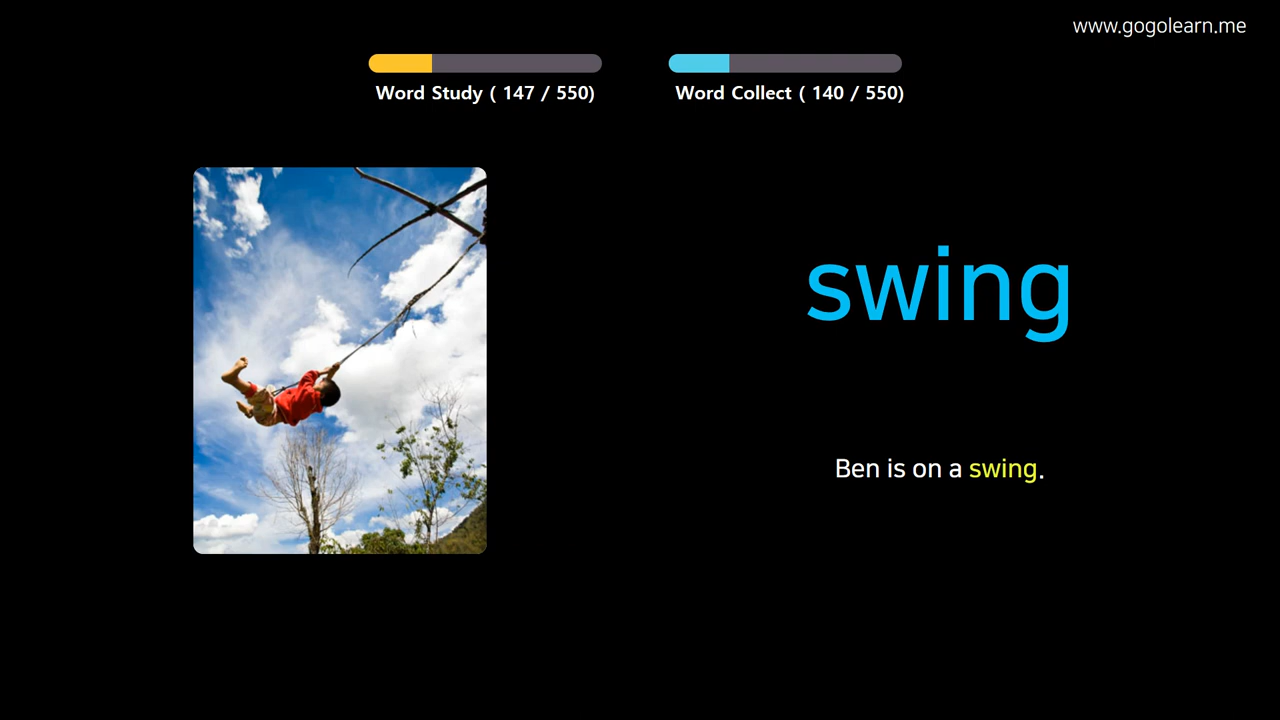 www.gogolearn.me
Word Study ( 147 / 550)
Word Collect ( 140 / 550)
swing
Ben is on a swing.